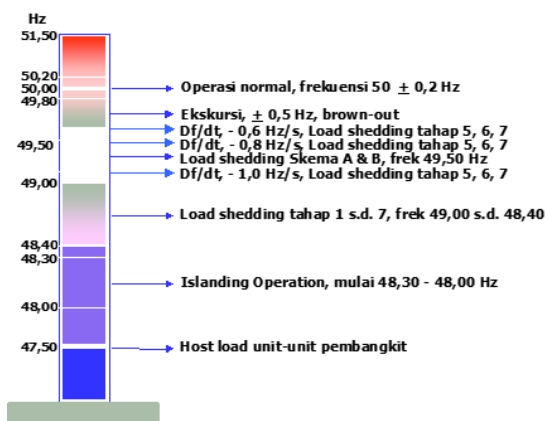 Hz
51,50
50,20
50,00
Operasi normal, frekuensi 50 ± 0,2 Hz
49,80
Ekskursi, ± 0,5 Hz, brown-out
Df/dt, - 0,6 Hz/s, Load shedding tahap 5, 6, 7
49,50
Df/dt, - 0,8 Hz/s, Load shedding tahap 5, 6, 7
Load shedding Skema A & B, frek 49,50 Hz
Df/dt, - 1,0 Hz/s, Load shedding tahap 5, 6, 7
49,00
Load shedding tahap 1 s.d. 7, frek 49,00 s.d. 48,40
48,40
48,30
Islanding Operation, mulai 48,30 - 48,00 Hz
48,00
47,50
Host load unit-unit pembangkit